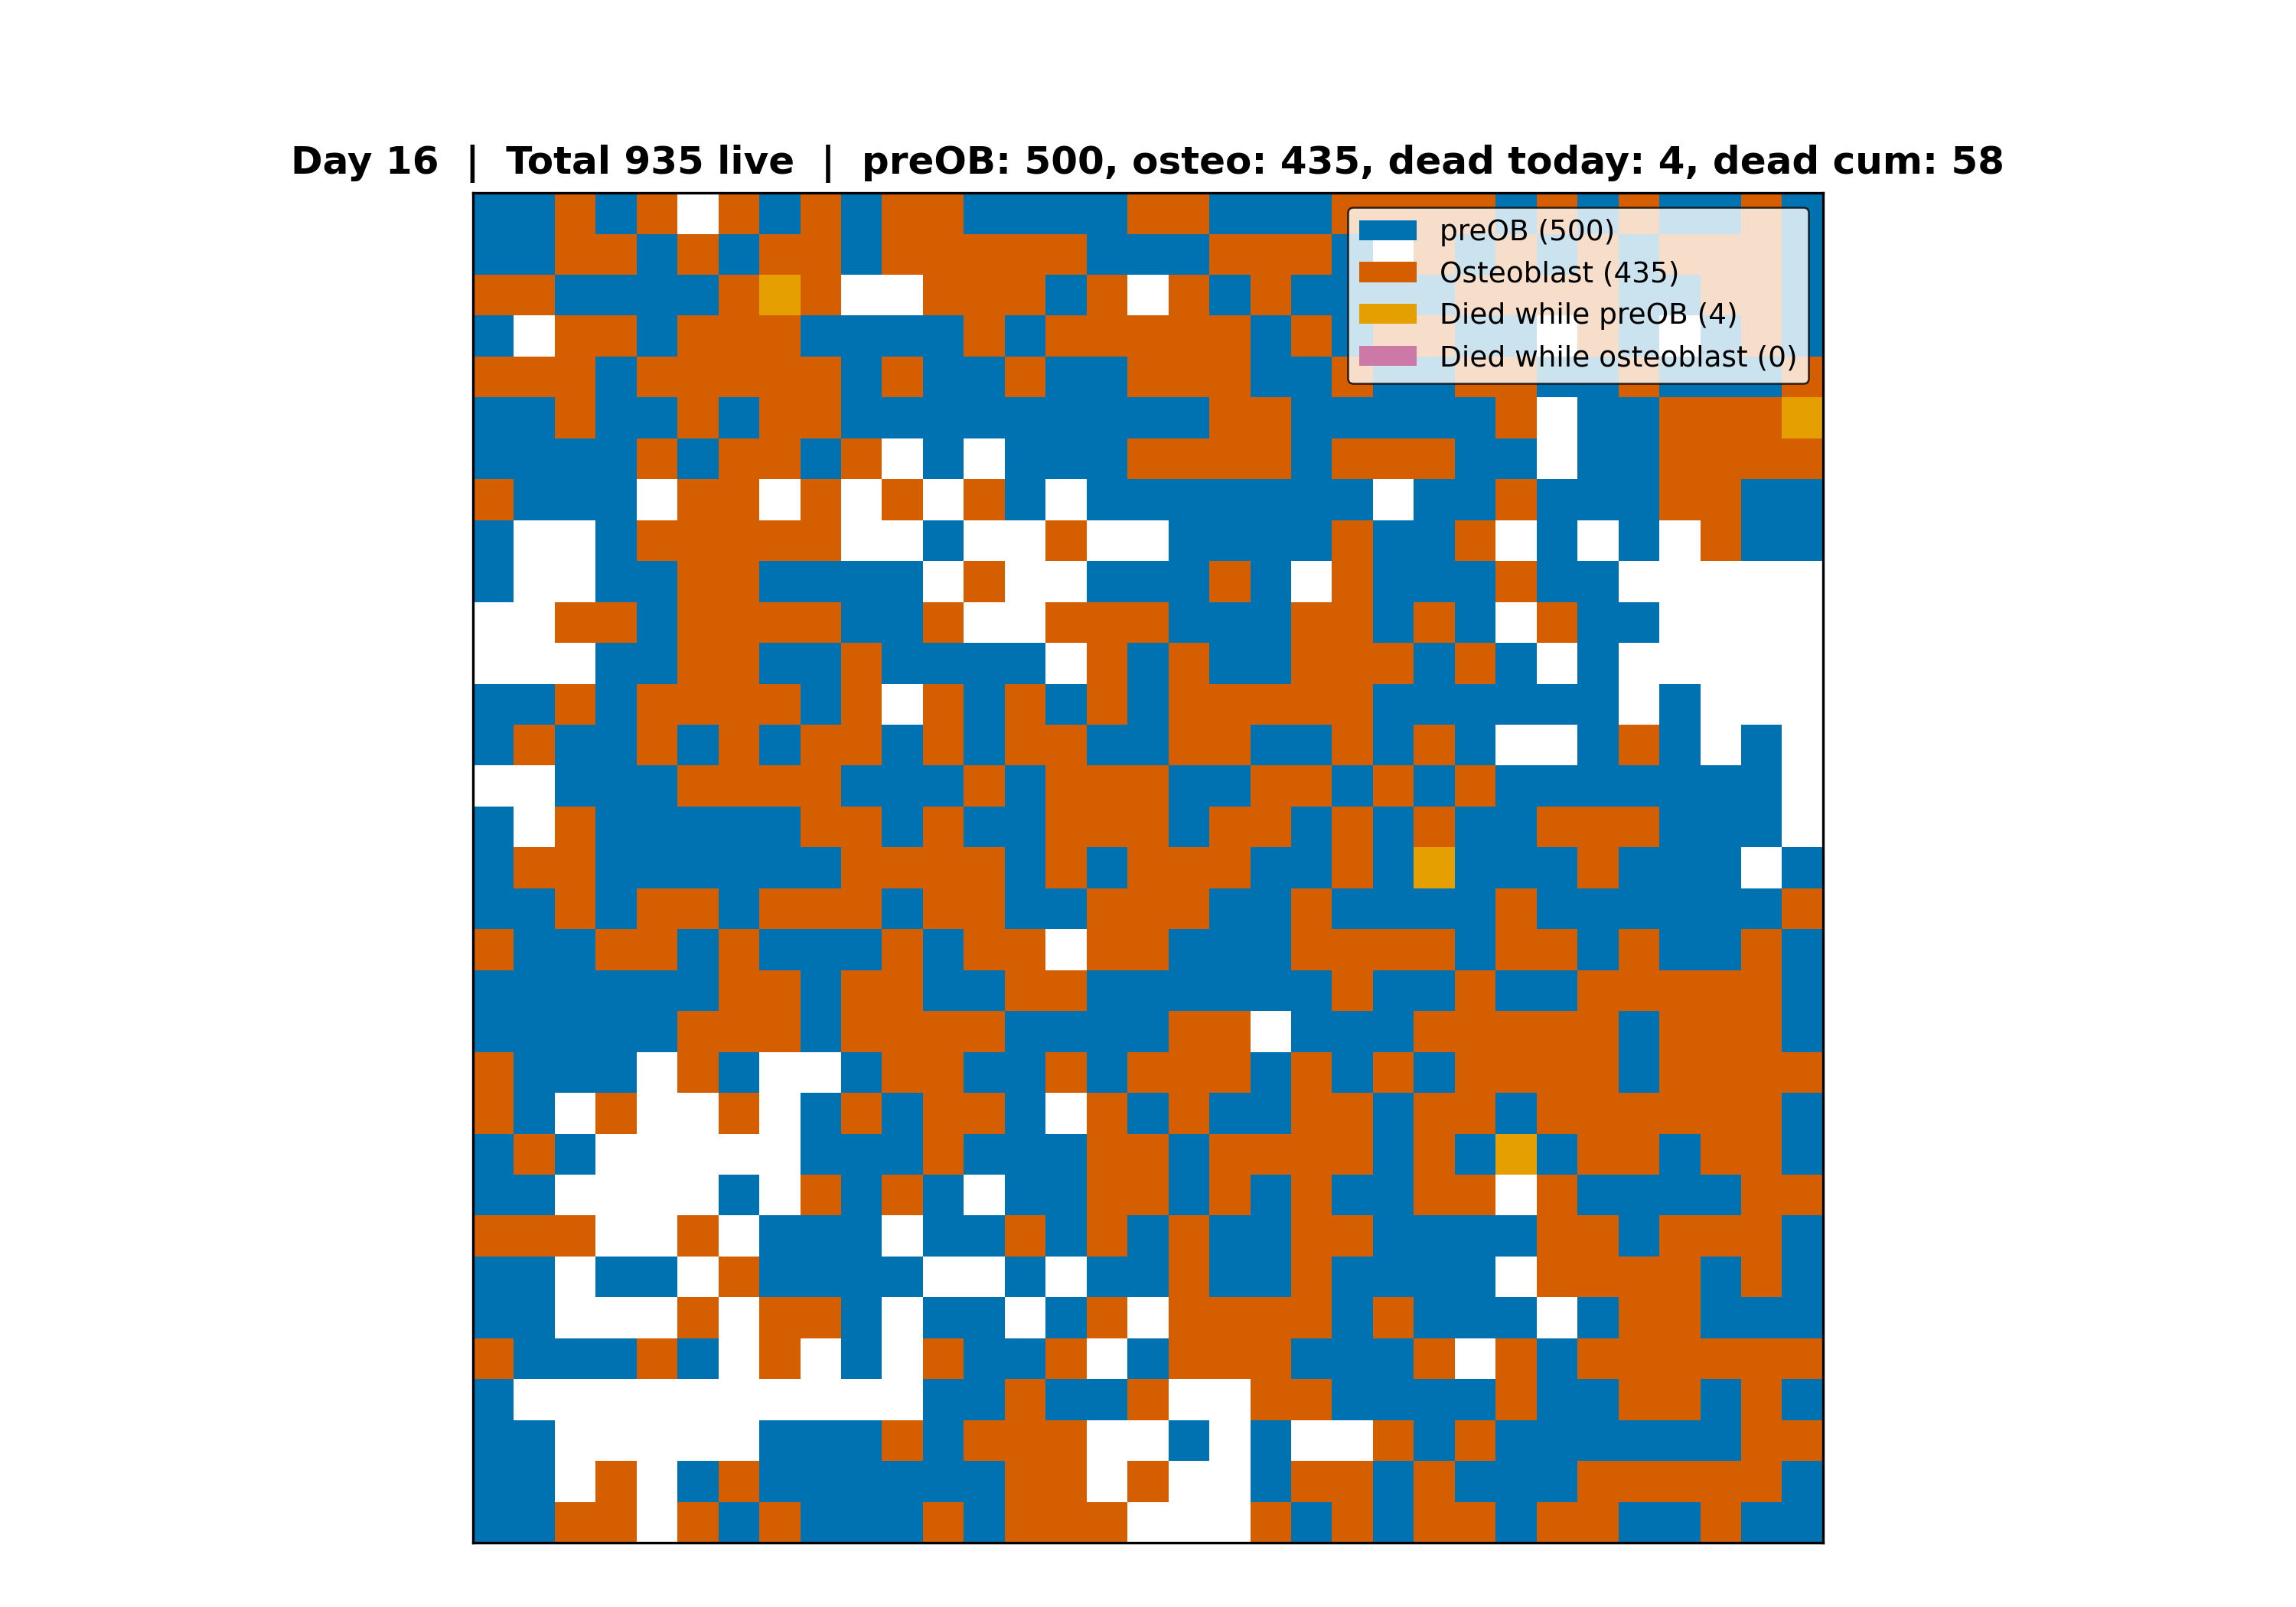 Day 16 | Total 935 live | preOB: 500, osteo: 435, dead today: 4, dead cum: 58
preOB (500)
Osteoblast (435)
Died while preOB (4)
Died while osteoblast (0)